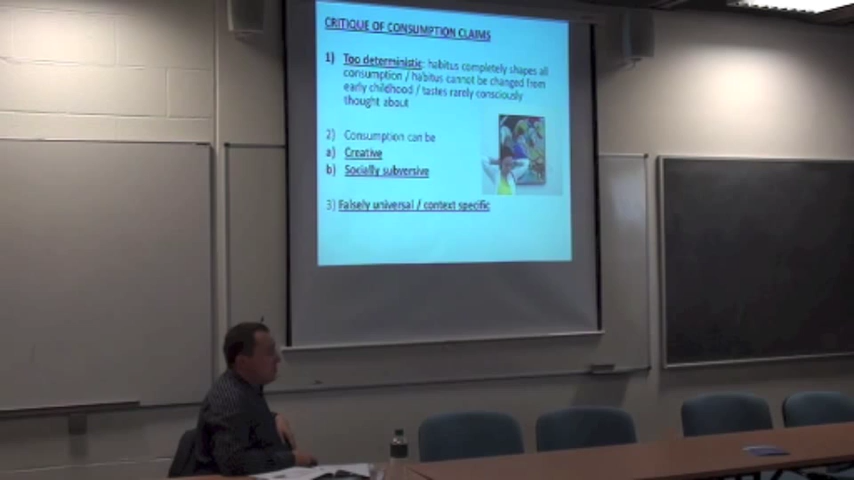 CRITIQUE OF CONSUMPTION CLAIMS
1) Too deterministic: habitus completely shapes all
consumption / habitus cannot be changed from
early childhood / tastes rarely consciously
thought about
2) Consumption can be
a) Creative
b) Socially subversive
3) Falsely universal / context specific